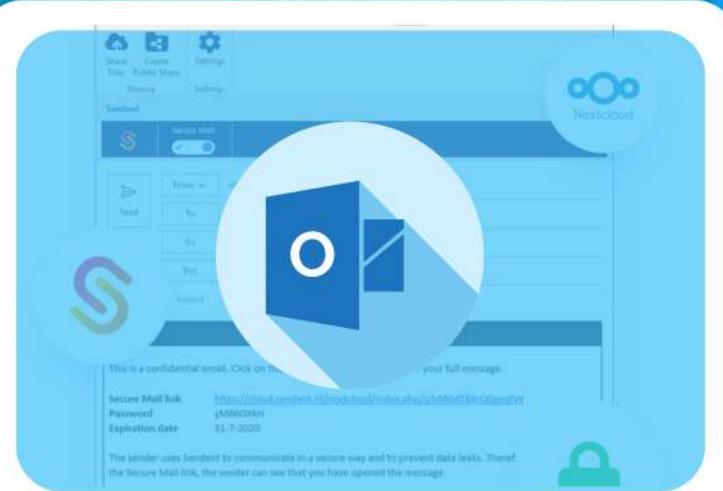 Share Create Settings
Files Public Share
Sharing Settings
Sendent
Secure Mail
Nextcloud
From
Send To
Cc
Bcc
Subject
This is a confidential email. Click on the your full message.
Secure Mail link
Password
Expiration date 31-7-2020
The sender uses Sendent to communicate in a secure way and to prevent data leaks. Theref
the Secure Mail link, the sender can see that you have opened the message.